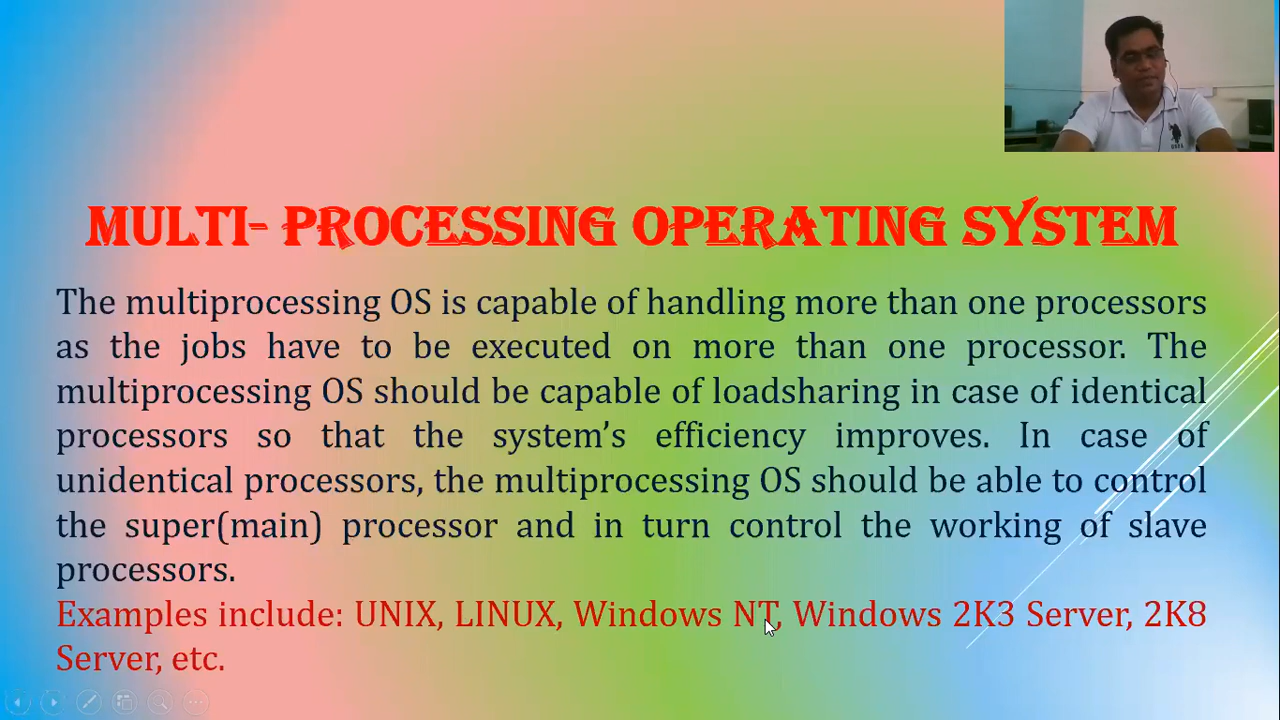 MULTI- PROCESSING OPERATING SYSTEM
The multiprocessing OS is capable of handling more than one processors
as the jobs have to be executed on more than one processor. The
multiprocessing OS should be capable of loadsharing in case of identical
processors so that the system's efficiency improves. In case of
unidentical processors, the multiprocessing OS should be able to control
the super(main) processor and in turn control the working of slave
processors.
Examples include: UNIX, LINUX, Windows NT, Windows 2K3 Server, 2K8
Server, etc.